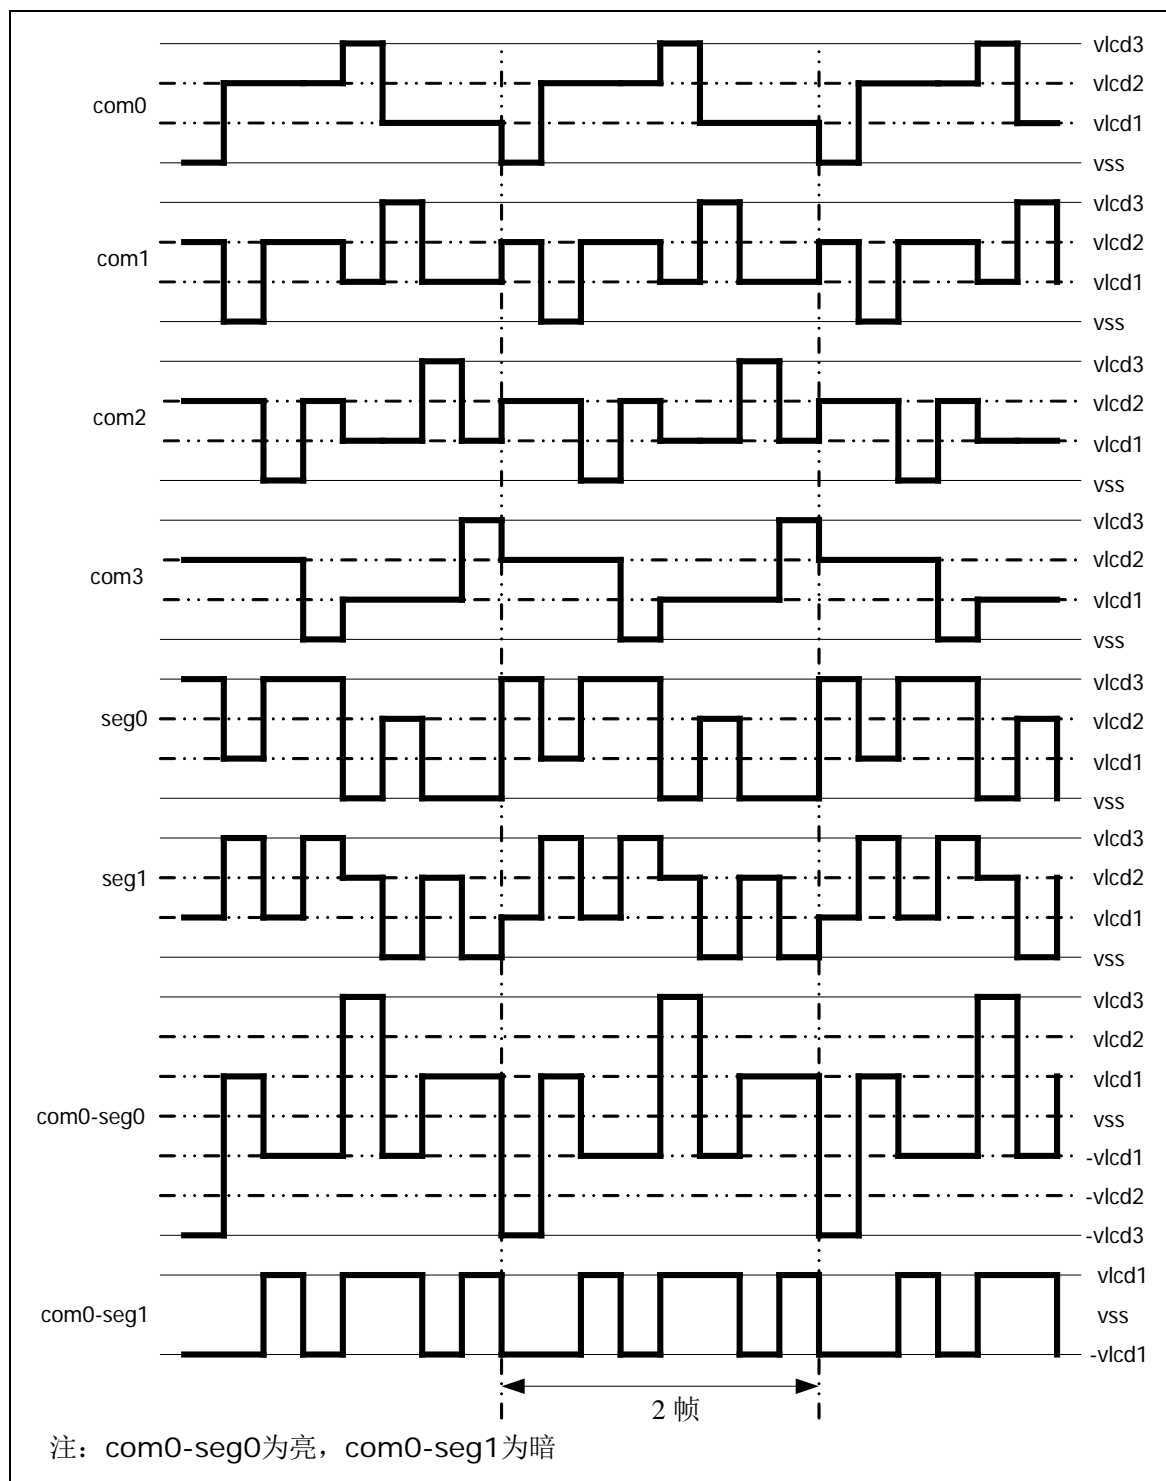 vlcd3
vlcd2
com0
vlcd1
vss
vlcd3
vlcd2
com1
vlcd1
vss
vlcd3
vlcd2
com2
vlcd1
vss
vlcd3
vlcd2
com3
vlcd1
vss
vlcd3
seg0
vlcd2
vlcd1
vss
vlcd3
seg1
vlcd2
vlcd1
vss
vlcd3
vlcd2
vlcd1
com0-seg0
vss
-vlcd1
-vlcd2
-vlcd3
vlcd1
com0-seg1
vss
-vlcd1
2 帧
注：com0-seg0为亮，com0-seg1为暗